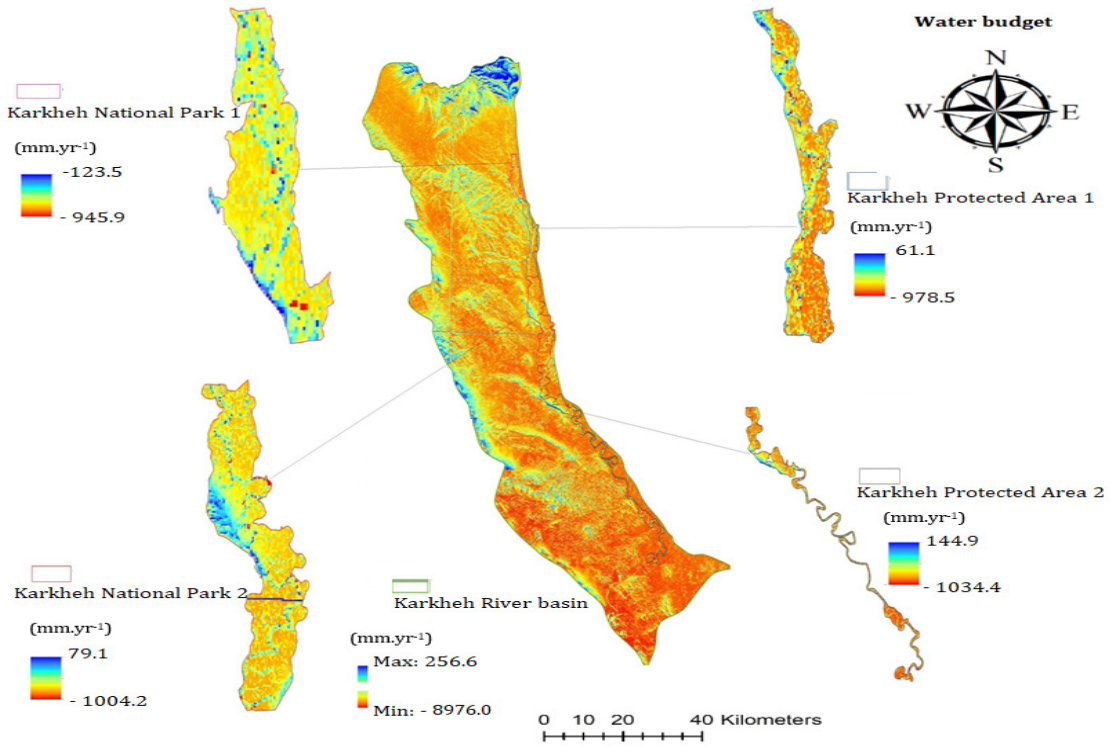 Water budget
N
W
E
S
Karkheh National Park 1
(mm.yr-1)
-123.5
- 945.9
Karkheh Protected Area 1
(mm.yr-1)
61.1
- 978.5
Karkheh Protected Area 2
(mm.yr-1)
144.9
- 1034.4
Karkheh National Park 2
(mm.yr-1)
79.1
- 1004.2
Karkheh River basin
(mm.yr-1)
Max: 256.6
Min: - 8976.0
0 10 20 40 Kilometers